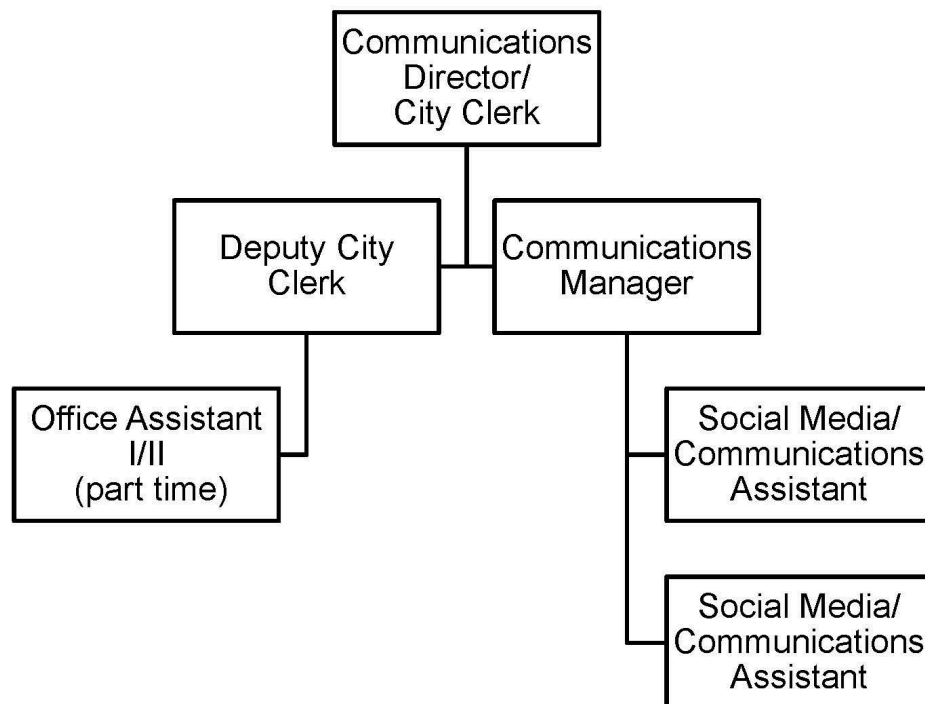 Communications
Director/
City Clerk
Deputy City
Clerk
Communications
Manager
Office Assistant
I/II
(part time)
Social Media/
Communications
Assistant
Social Media/
Communications
Assistant